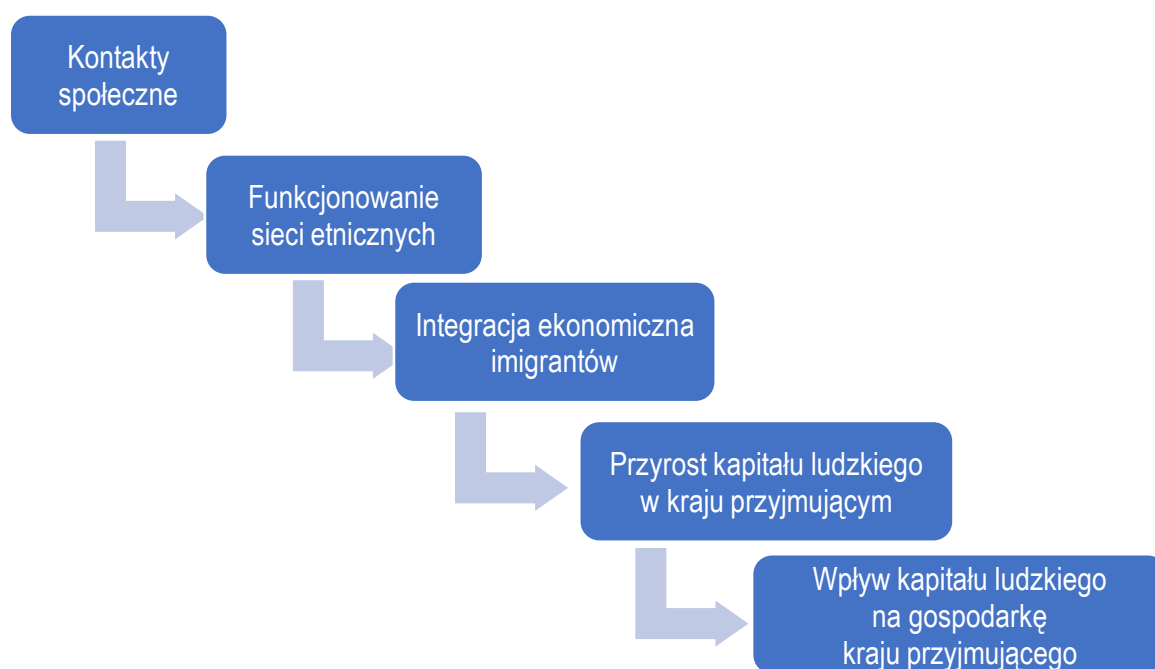 Kontakty
społeczne
Funkcjonowanie
sieci etnicznych
Integracja ekonomiczna
imigrantów
Przyrost kapitału ludzkiego
w kraju przyjmującym
Wpływ kapitału ludzkiego
na gospodarkę
kraju przyjmującego